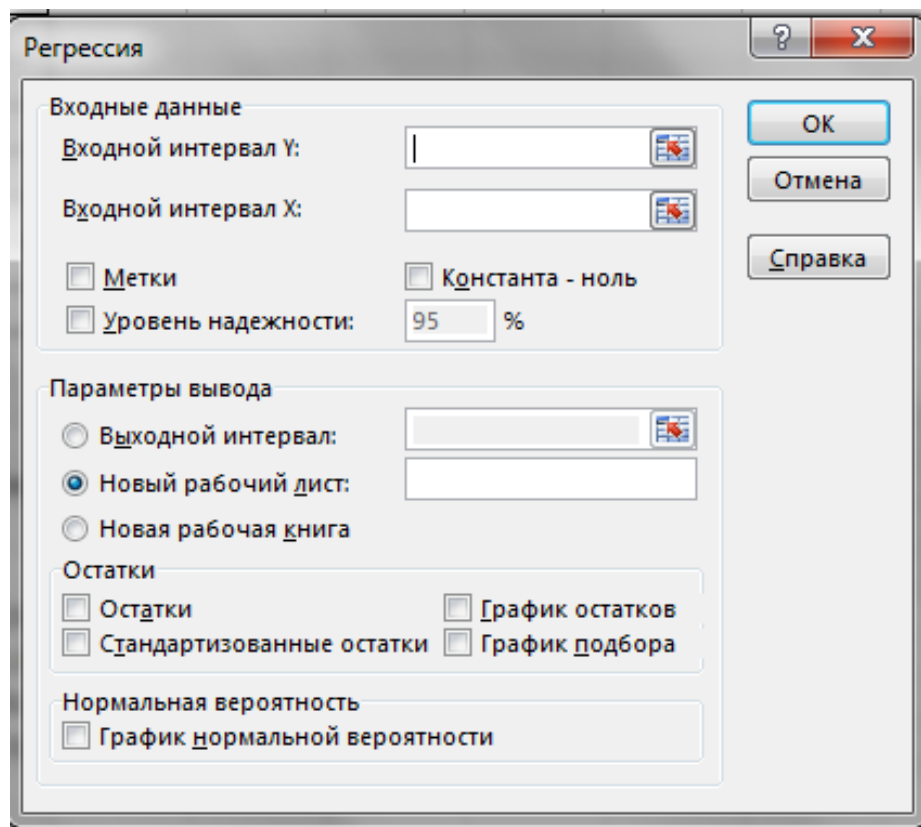 Регрессия
Входные данные
Входной интервал Y:
Входной интервал X:
Метки
Константа - ноль
Уровень надежности:
95
%
Параметры вывода
Выходной интервал:
Новый рабочий лист:
Новая рабочая книга
Остатки
Остатки
График остатков
Стандартизованные остатки
График подбора
Нормальная вероятность
График нормальной вероятности
?
X
ОК
Отмена
Справка